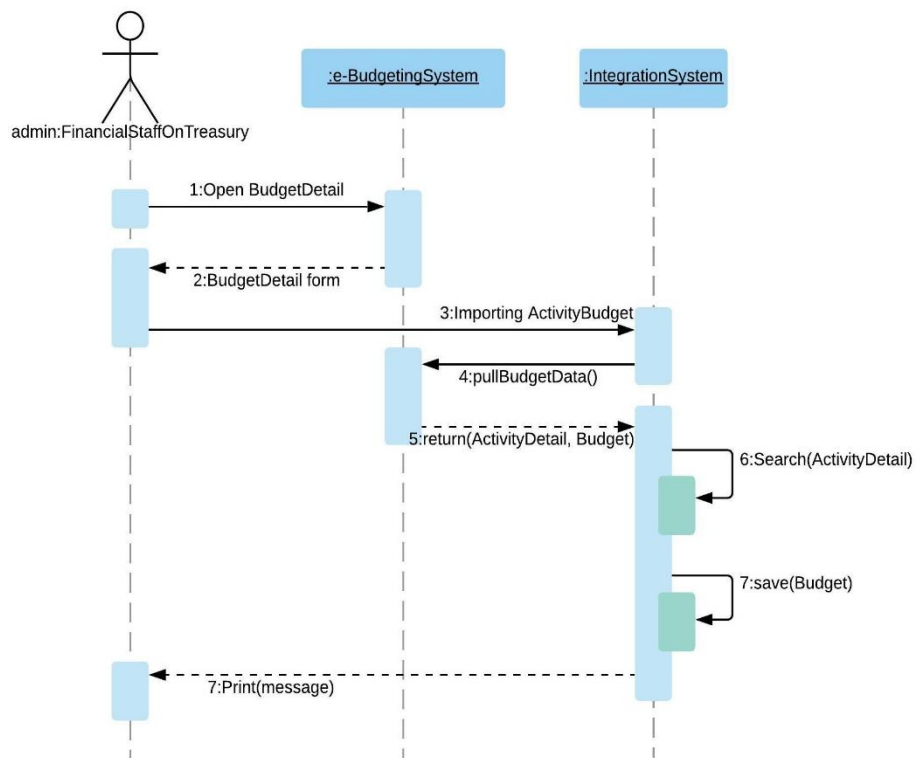 :e-BudgetingSystem
:IntegrationSystem
admin:FinancialStaffOnTreasury
1:Open BudgetDetail
2:BudgetDetail form
3:Importing ActivityBudget
4:pullBudgetData()
5:return(ActivityDetail, Budget)
6:Search(ActivityDetail)
7:save(Budget)
7:Print(message)